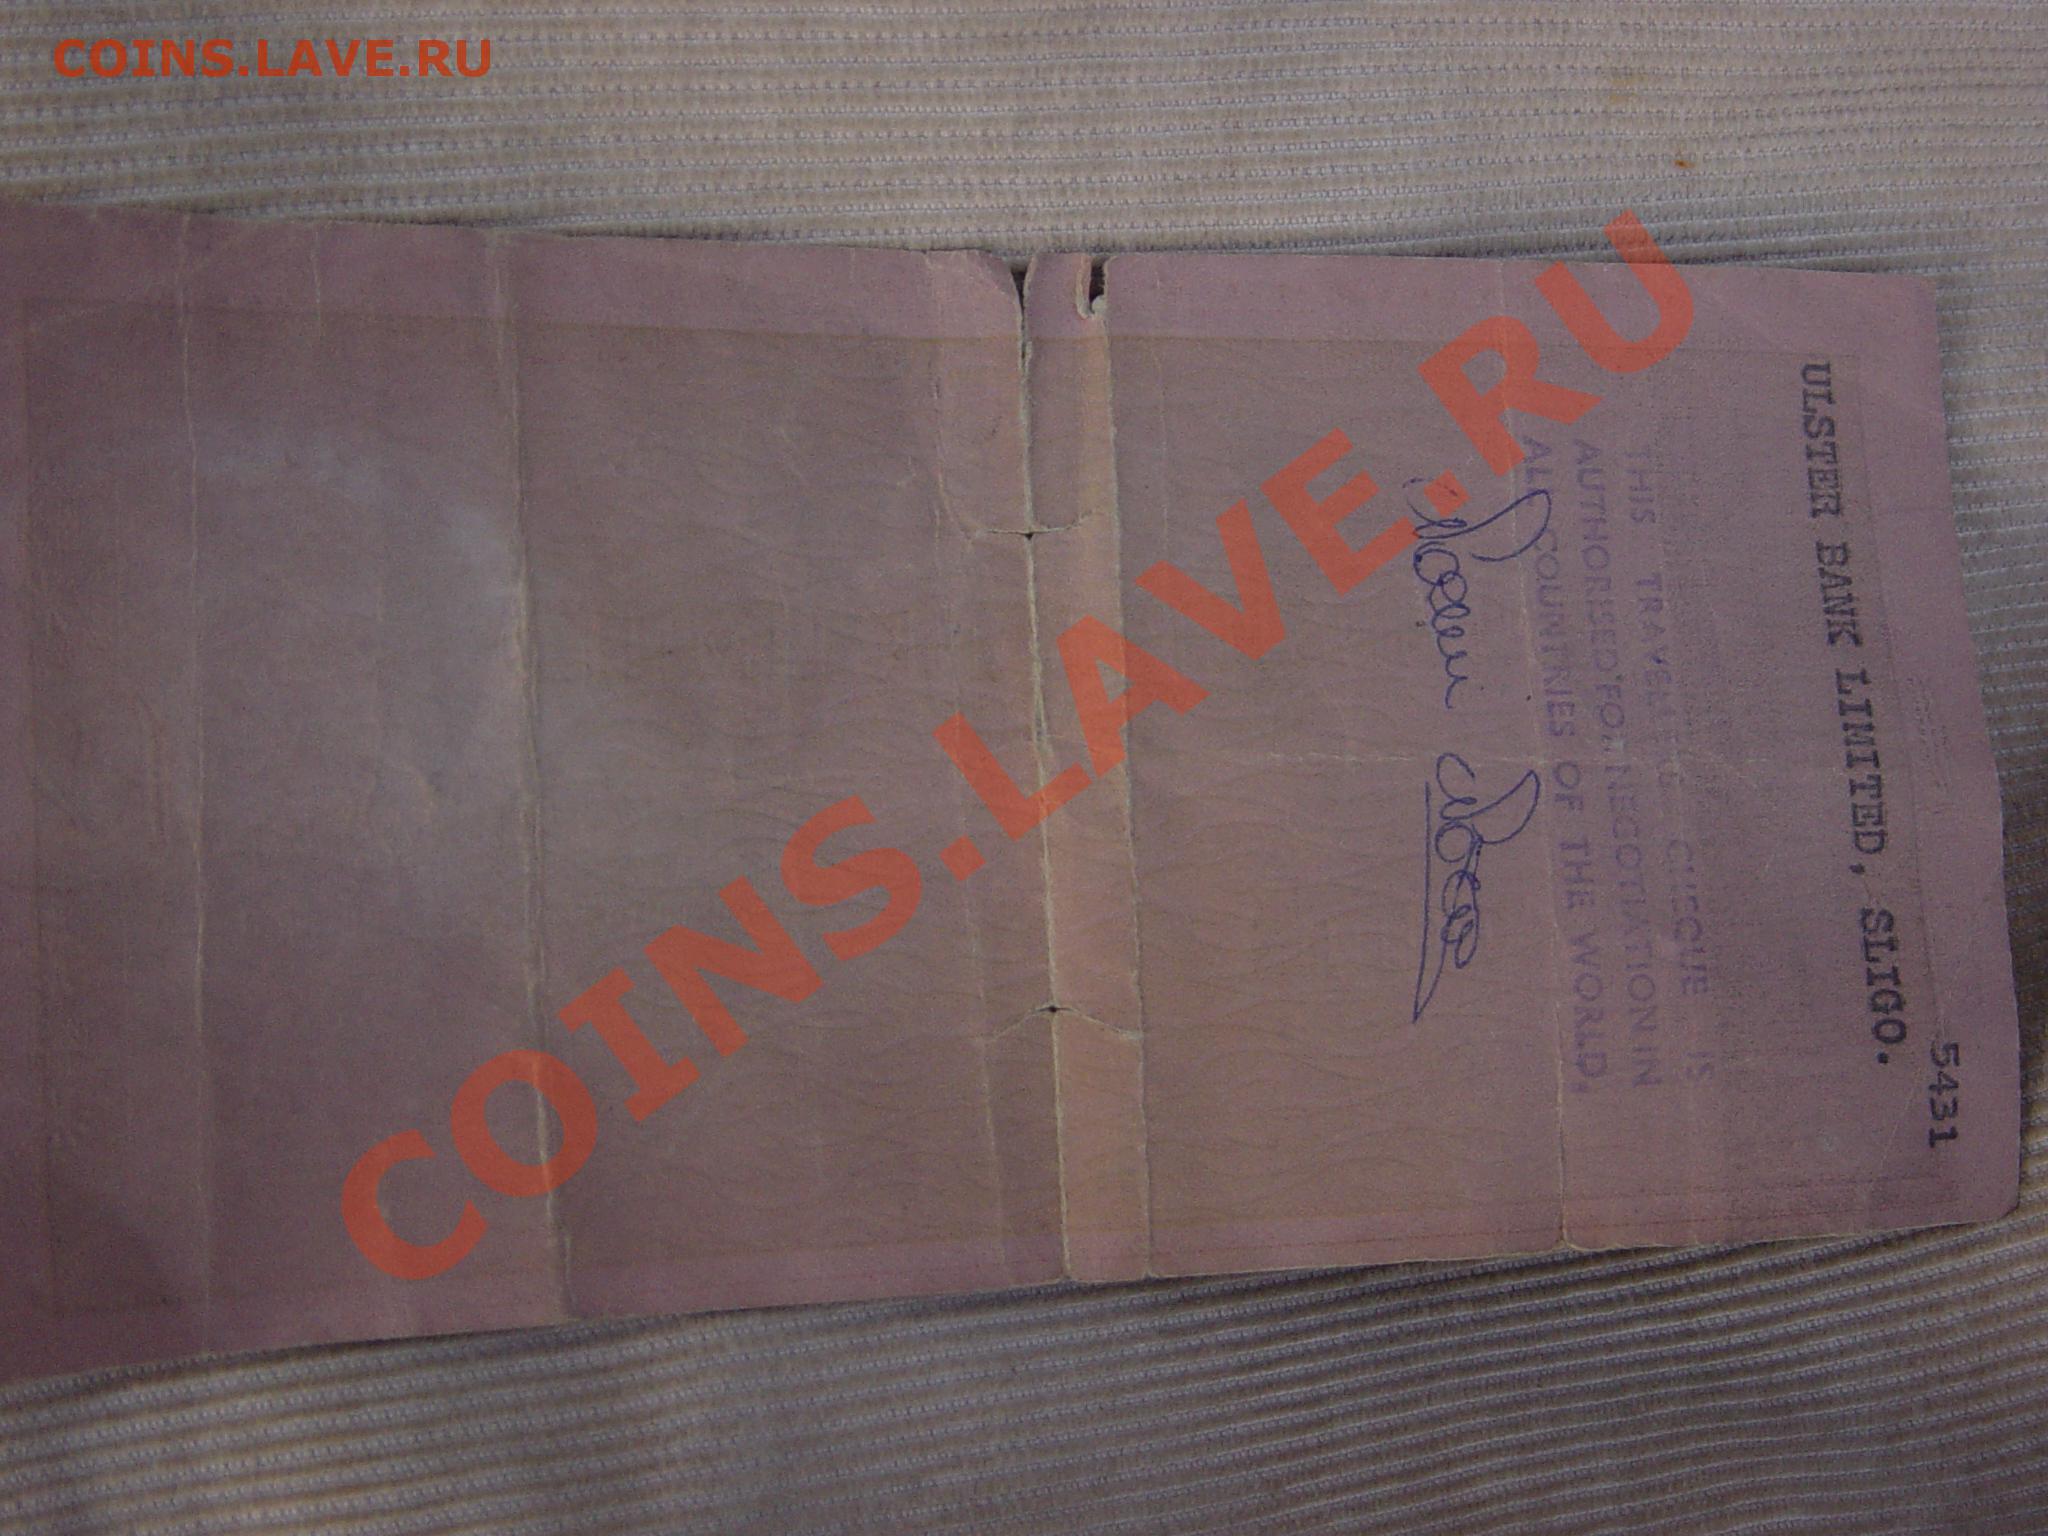 COINS.LAVE.RU
5431
ULSTER BANK LIMITED, SLIGO.
THIS TRAVELLERS CHEQUE IS
AUTHORISED FOR NEGOTIATION IN
ALL COUNTRIES OF THE WORLD.
COINS.LAVE.RU